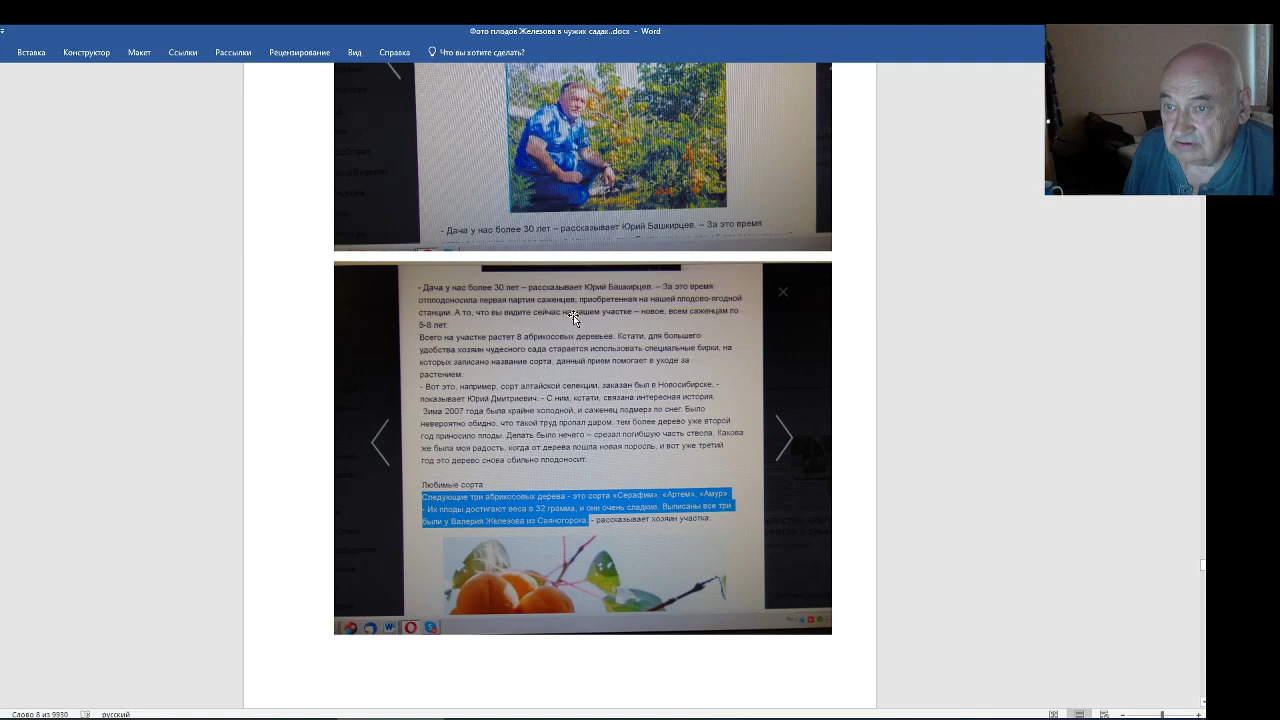 Фото плодов Железова в чужих садах..docx - Word
Вставка Конструктор Макет Ссылки Рассылки Рецензирование Вид Справка Что вы хотите сделать?
- Дача у нас более 30 лет – рассказывает Юрий Башкирцев. – За это время
- Дача у нас более 30 лет – рассказывает Юрий Башкирцев. – За это время
отплодоносила первая партия саженцев, приобретенная на нашей плодово-ягодной
станции. А то, что вы видите сейчас на нашем участке – новое, всем саженцам по
5-8 лет.
Всего на участке растет 8 абрикосовых деревьев. Кстати, для большего
удобства хозяин чудесного сада старается использовать специальные бирки, на
которых записано название сорта, данный прием помогает в уходе за
растением.
- Вот это, например, сорт алтайской селекции, заказан был в Новосибирске, -
показывает Юрий Дмитриевич. - С ним, кстати, связана интересная история.
Зима 2007 года была крайне холодной, и саженец подмерз по снег. Было
невероятно обидно, что такой труд пропал даром, тем более дерево уже второй
год приносило плоды. Делать было нечего – срезал погибшую часть ствола. Какова
же была моя радость, когда от дерева пошла новая поросль, и вот уже третий
год это дерево снова обильно плодоносит.
Любимые сорта
Следующие три абрикосовых дерева - это сорта «Серафим», «Артем», «Амур».
- Их плоды достигают веса в 32 грамма, и они очень сладкие. Выписаны все три
были у Валерия Железова из Саяногорска, - рассказывает хозяин участка.
Слово 8 из 9930 русский